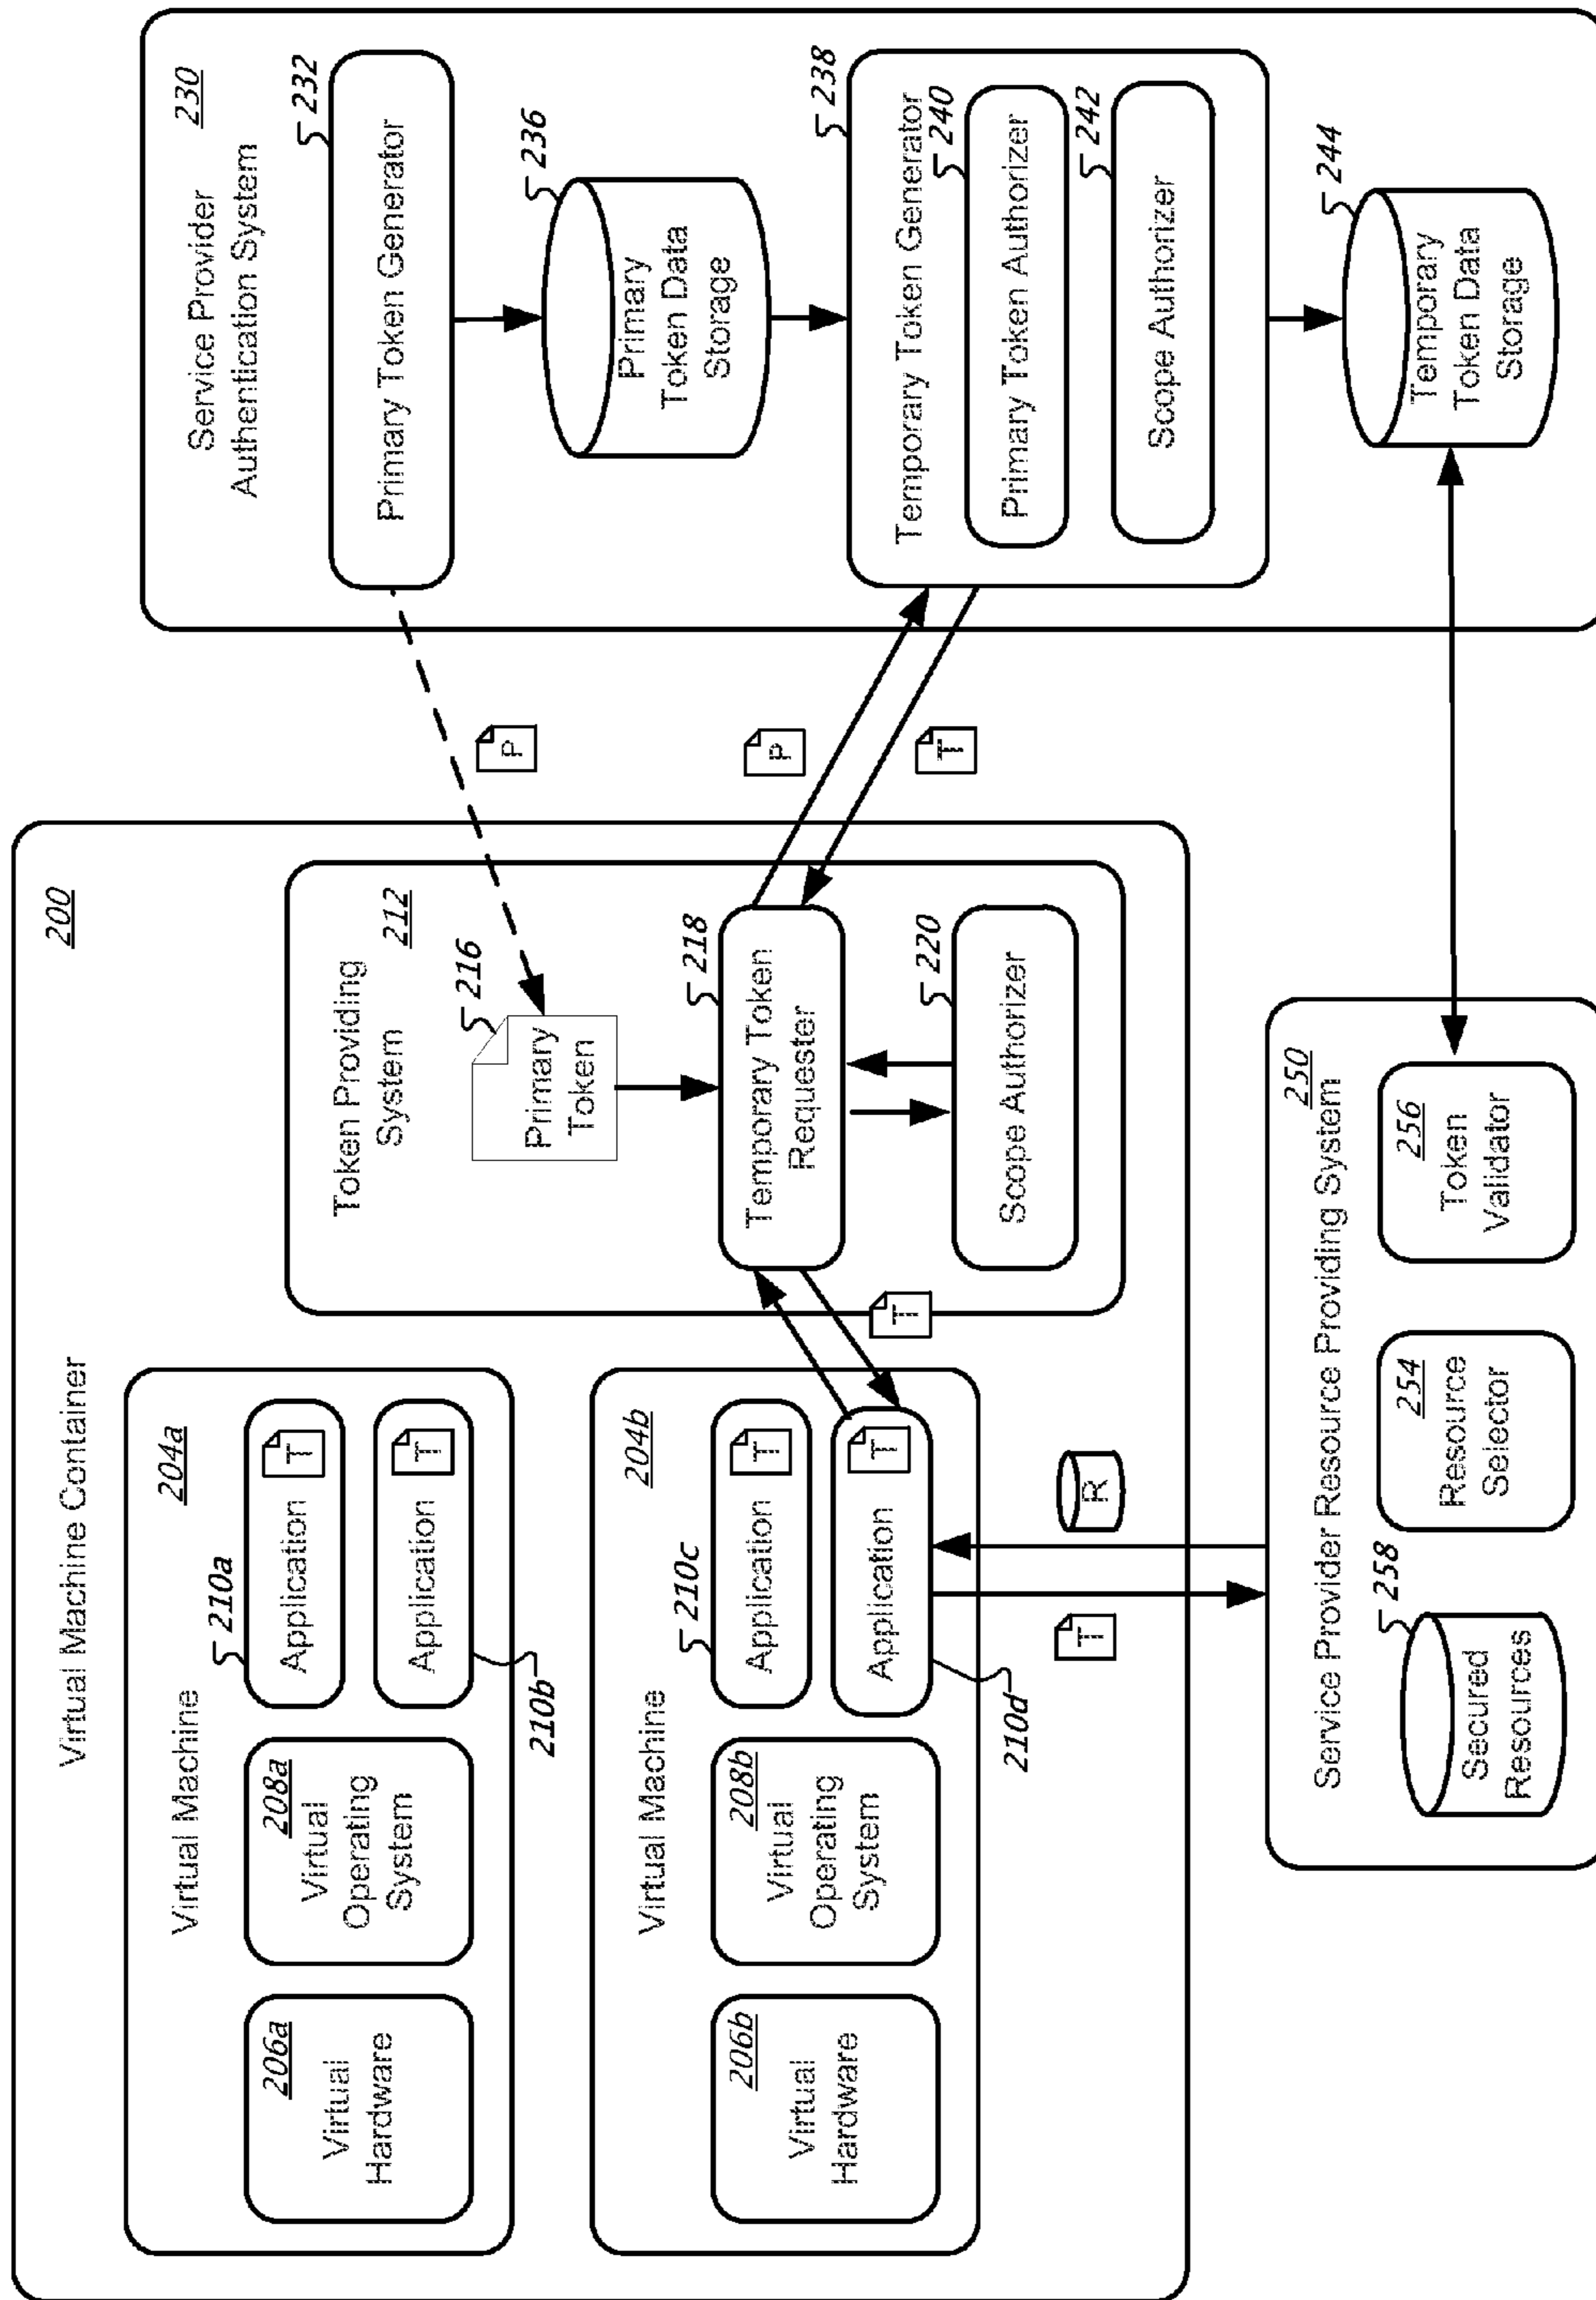 Virtual Machine Container
200
Virtual Machine
204a
206a
Virtual
Hardware
208a
Virtual
Operating
System
210a
Application
T
Application
T
210b
Virtual Machine
204b
206b
Virtual
Hardware
208b
Virtual
Operating
System
210c
Application
T
Application
T
210d
Token Providing
System
212
216
Primary
Token
218
Temporary Token
Requester
220
Scope Authorizer
T
P
P
T
T
R
Service Provider
Authentication System
230
232
Primary Token Generator
236
Primary
Token Data
Storage
238
Temporary Token Generator
240
Primary Token Authorizer
242
Scope Authorizer
244
Temporary
Token Data
Storage
Service Provider Resource Providing System
250
258
Secured
Resources
254
Resource
Selector
256
Token
Validator